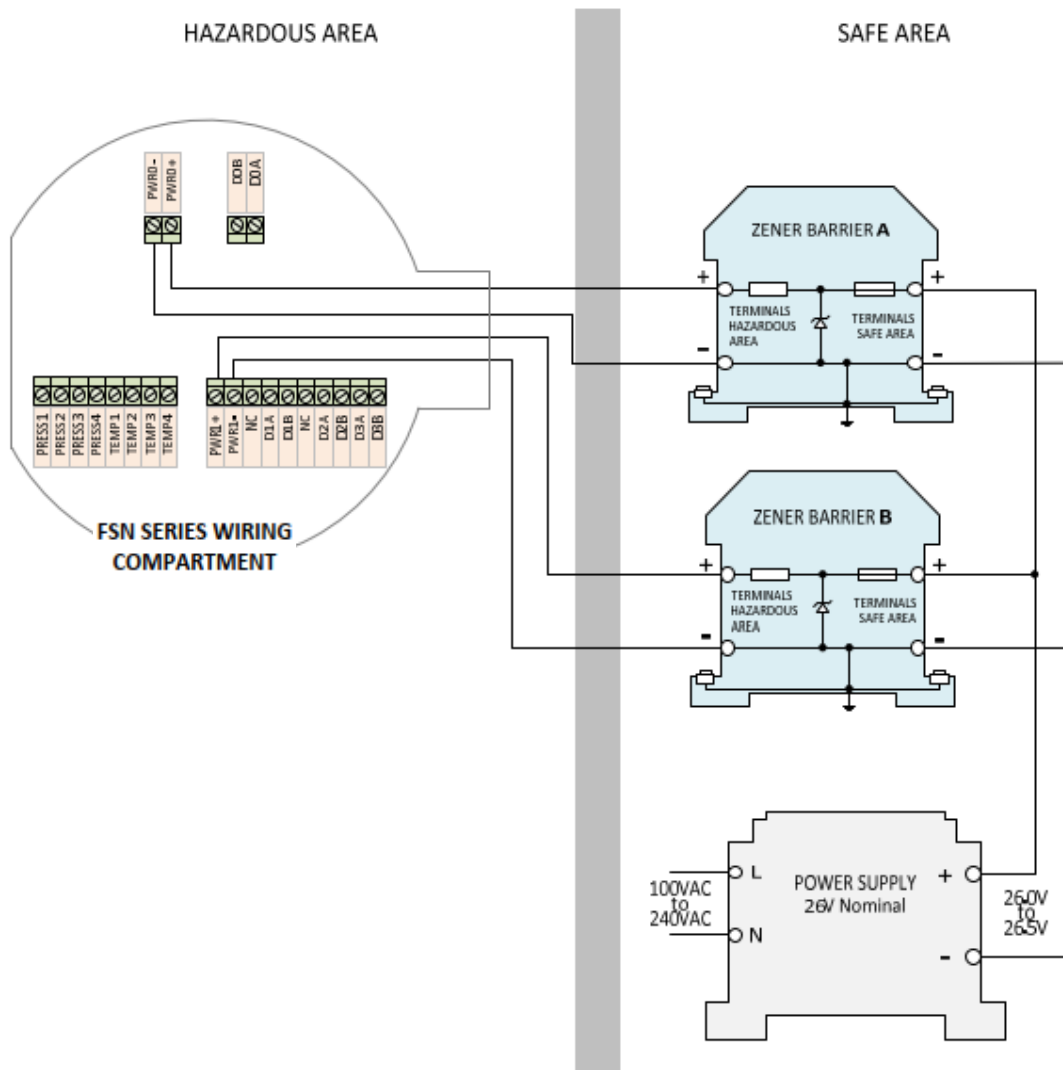 HAZARDOUS AREA
SAFE AREA
PWR0-
PWR0+
D0B
D0A
ZENER BARRIER A
+
+
TERMINALS
HAZARDOUS
AREA
TERMINALS
SAFE AREA
-
-
PRESS1
PRESS2
PRESS3
PRESS4
TEMP1
TEMP2
TEMP3
TEMP4
PWR1+
PWR1-
NC
D1A
D1B
NC
D2A
D2B
D3A
D3B
FSN SERIES WIRING
COMPARTMENT
ZENER BARRIER B
+
+
TERMINALS
HAZARDOUS
AREA
TERMINALS
SAFE AREA
-
-
100VAC
to
240VAC
L
N
POWER SUPPLY
26V Nominal
+
-
26.0V
to
26.5V